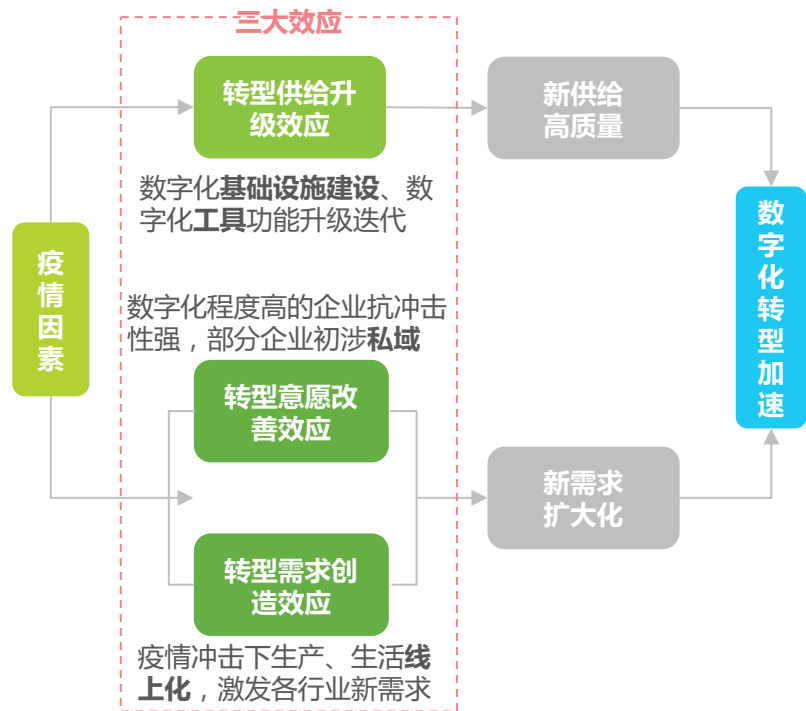 三大效应
转型供给升
级效应
新供给
高质量
数字化基础设施建设、数
字化工具功能升级迭代
疫情因素
数字化转型加速
数字化程度高的企业抗冲击
性强，部分企业初涉私域
转型意愿改
善效应
新需求
扩大化
转型需求创
造效应
疫情冲击下生产、生活线
上化，激发各行业新需求